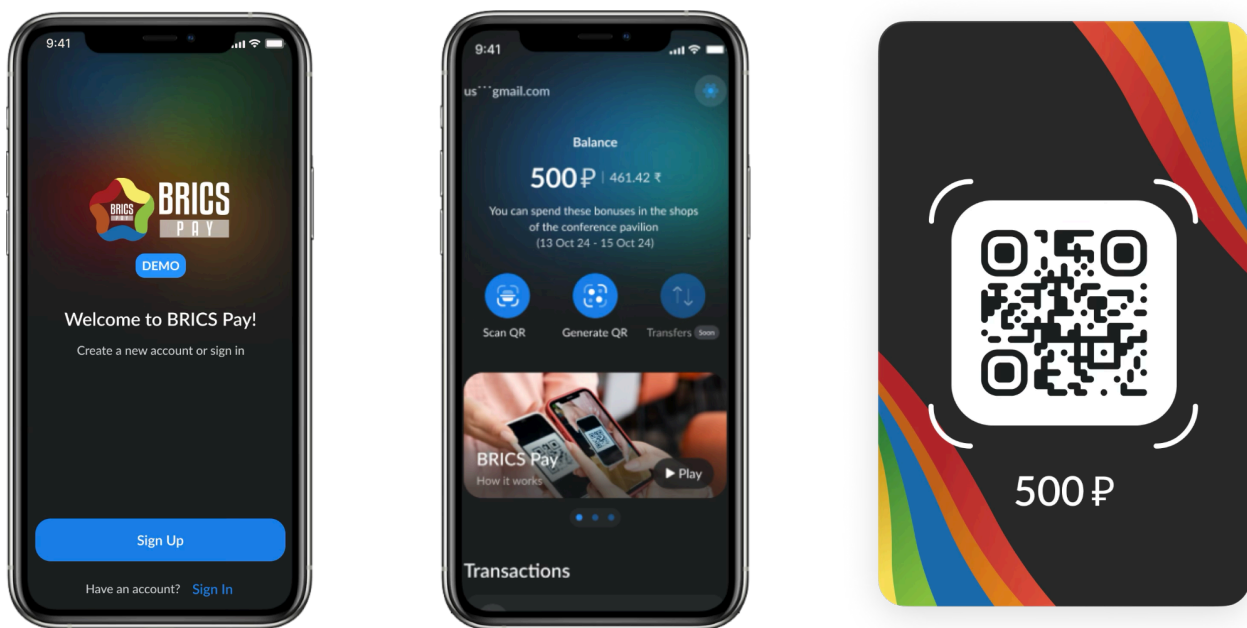 9:41
BRICS
PAY
BRICS
PAY
DEMO
Welcome to BRICS Pay!
Create a new account or sign in
Sign Up
Have an account? Sign In
9:41
us***gmail.com
Balance
500 ₽ | 461.42 ₹
You can spend these bonuses in the shops
of the conference pavilion
(13 Oct 24 - 15 Oct 24)
Scan QR Generate QR Transfers Soon
BRICS Pay
How it works
Play
Transactions
500 ₽